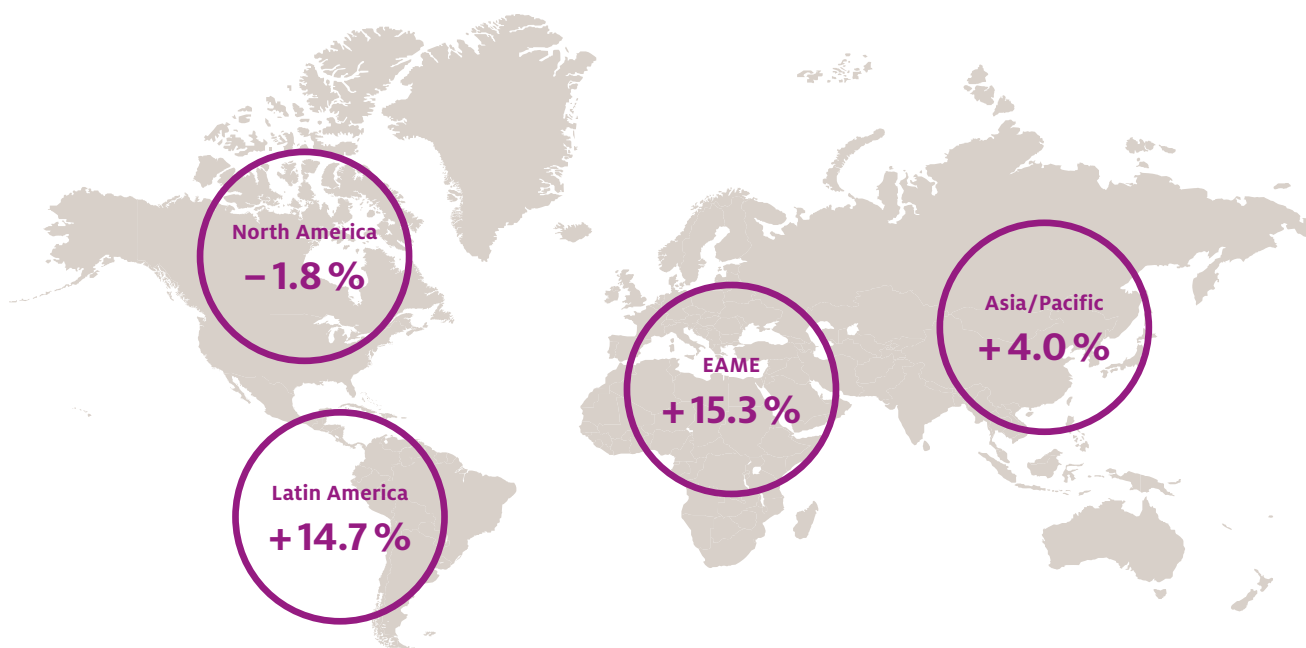 North America
– 1.8 %
Asia/Pacific
+ 4.0 %
EAME
+ 15.3 %
Latin America
+ 14.7 %